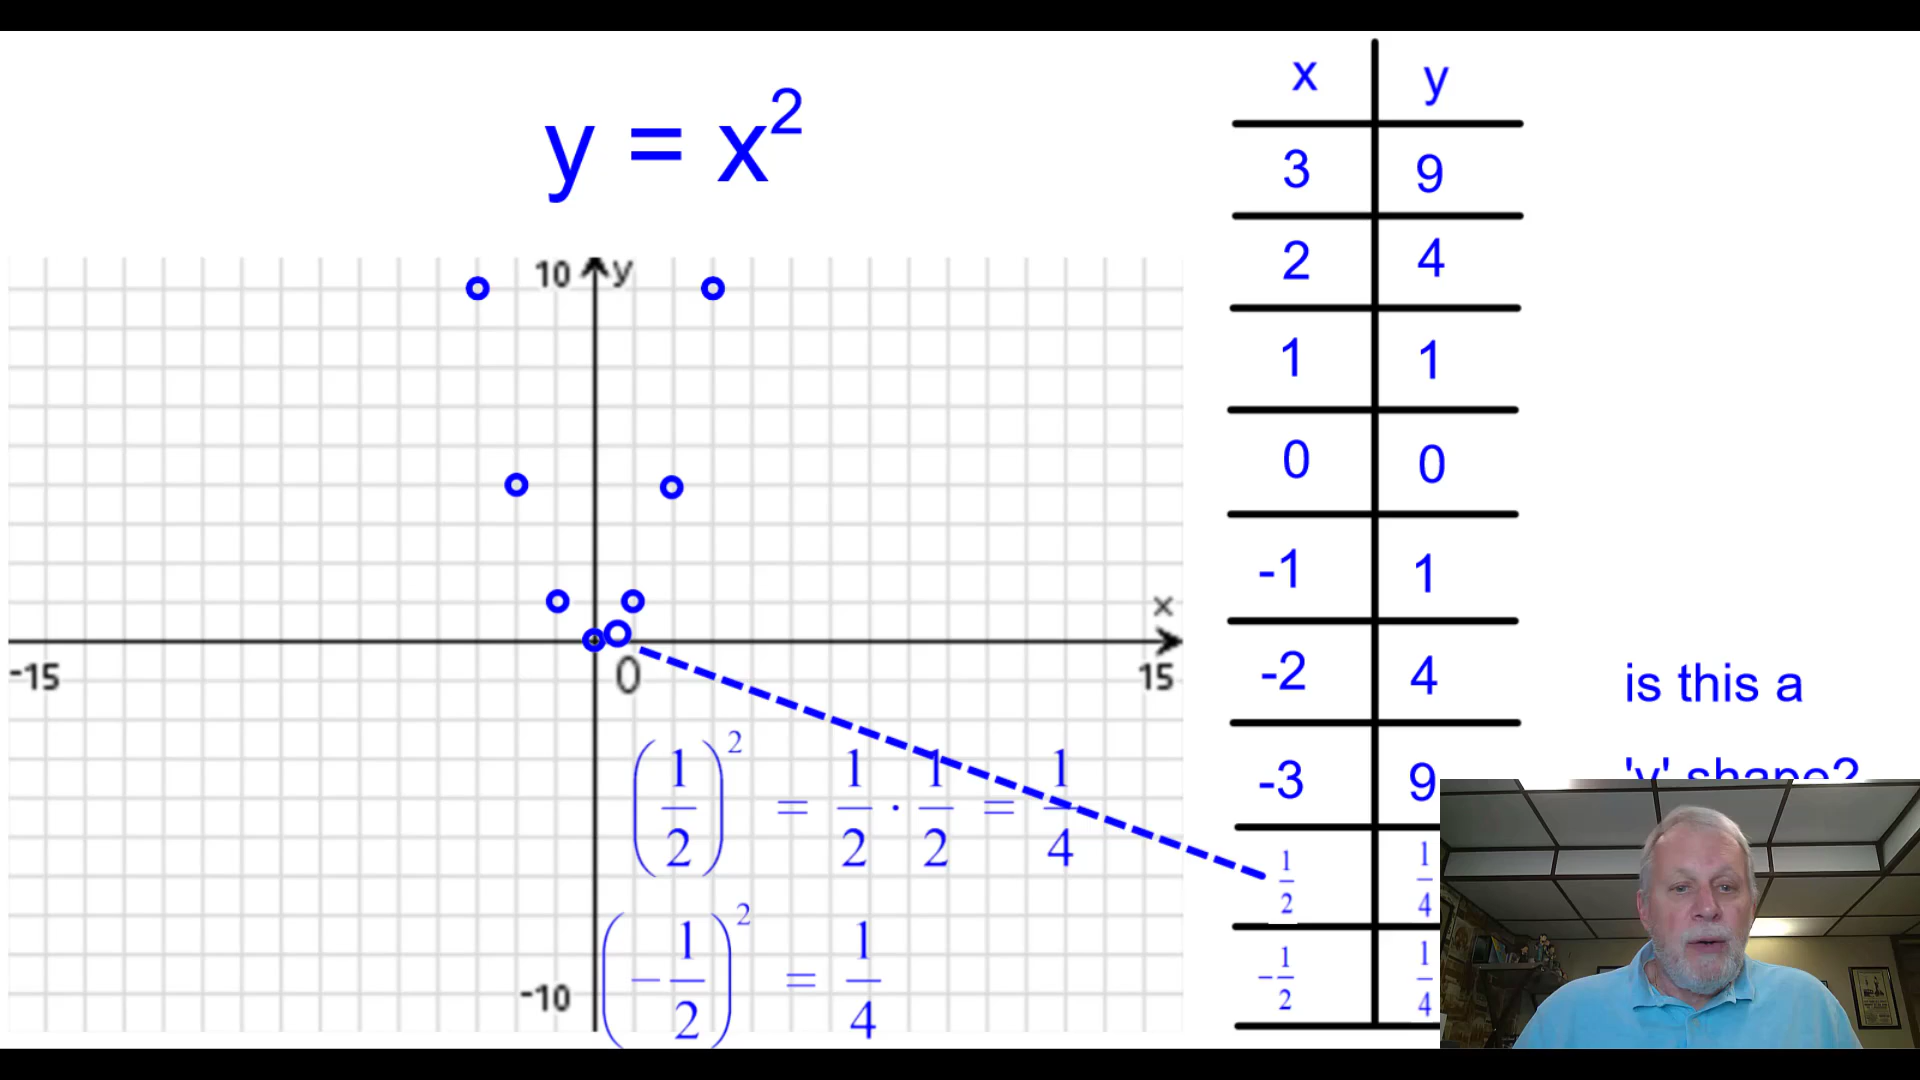 y = x²
x y
3 9
2 4
1 1
0 0
-1 1
-2 4
-3 9
1/2 1/4
-1/2 1/4
10 y
x
-15 0 15
-10
(1/2)² = 1/2 · 1/2 = 1/4
(-1/2)² = 1/4
is this a
shape?